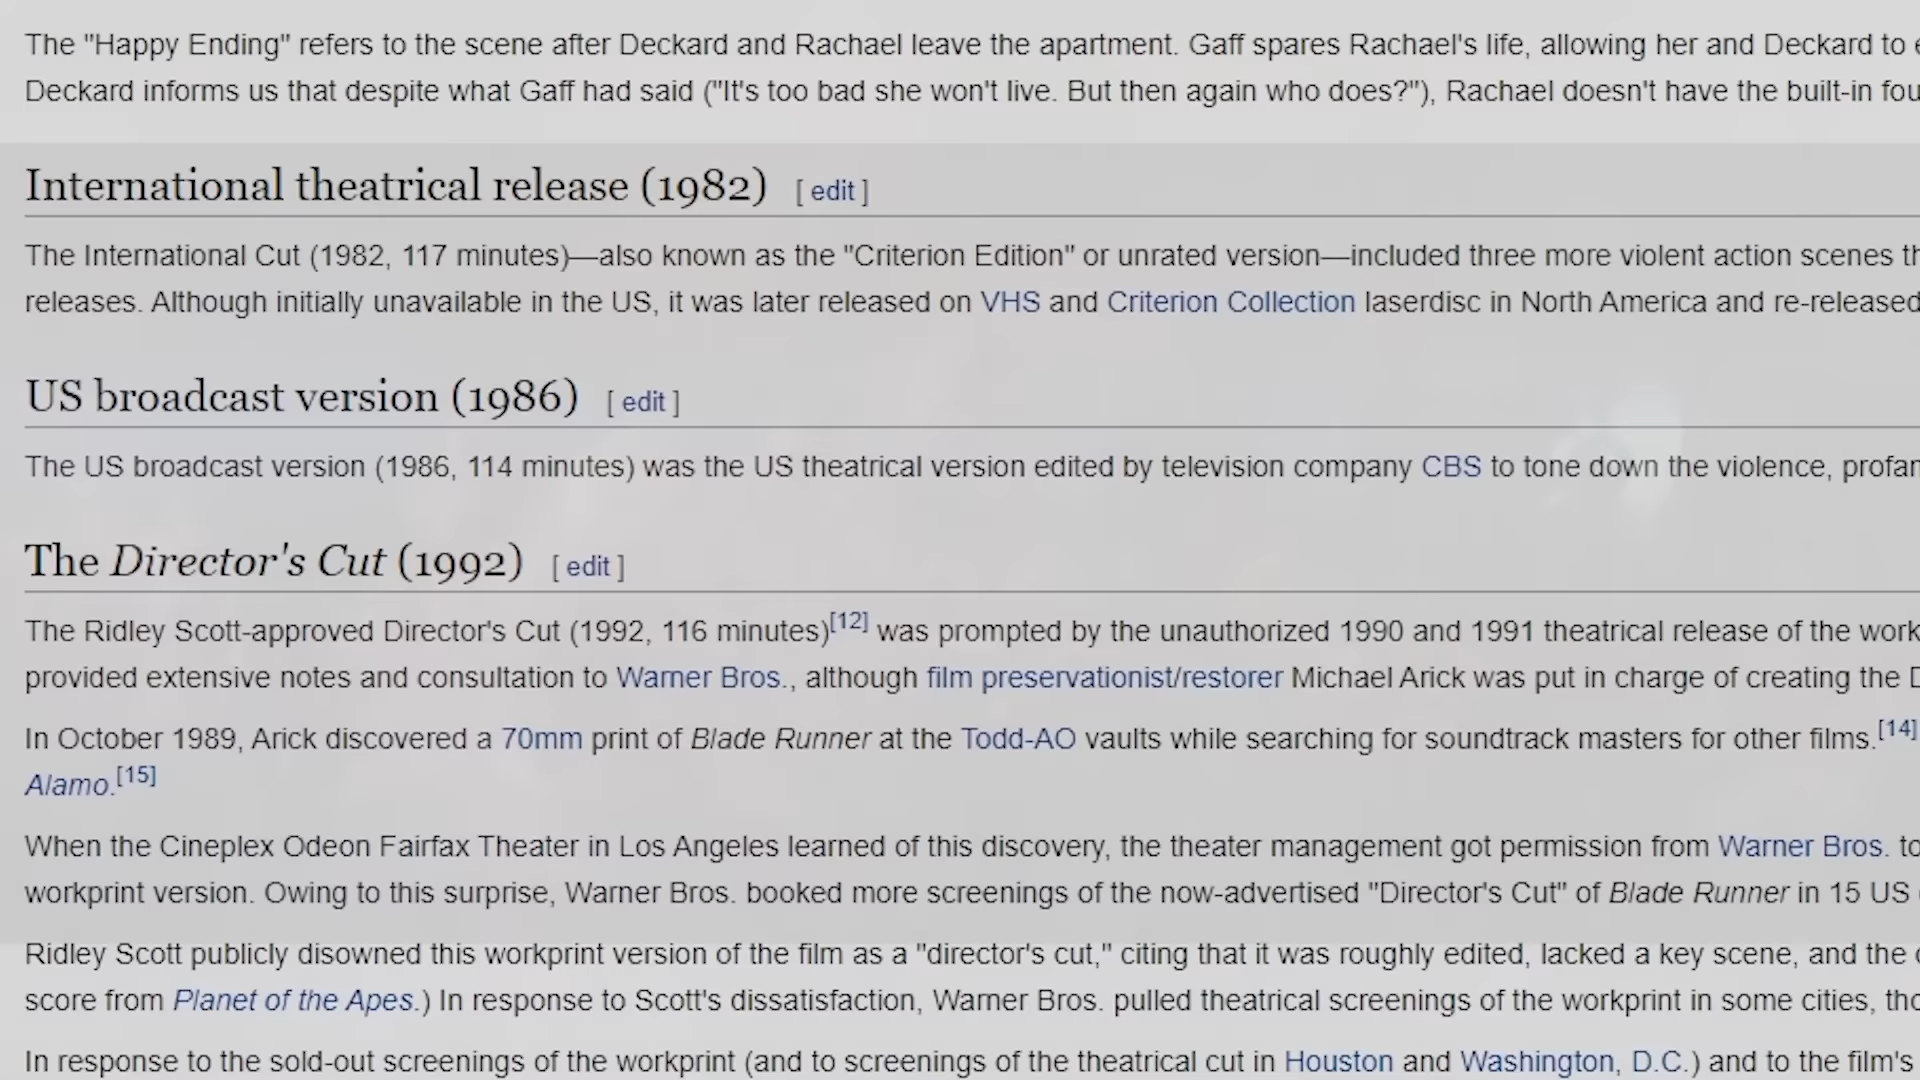 The "Happy Ending" refers to the scene after Deckard and Rachael leave the apartment. Gaff spares Rachael's life, allowing her and Deckard to
Deckard informs us that despite what Gaff had said ("It's too bad she won't live. But then again who does?"), Rachael doesn't have the built-in
International theatrical release (1982) [ edit ]
The International Cut (1982, 117 minutes)—also known as the "Criterion Edition" or unrated version—included three more violent action scenes
releases. Although initially unavailable in the US, it was later released on VHS and Criterion Collection laserdisc in North America and re-released
US broadcast version (1986) [ edit ]
The US broadcast version (1986, 114 minutes) was the US theatrical version edited by television company CBS to tone down the violence,
The Director's Cut (1992) [ edit ]
The Ridley Scott-approved Director's Cut (1992, 116 minutes)[12] was prompted by the unauthorized 1990 and 1991 theatrical release of the work
provided extensive notes and consultation to Warner Bros., although film preservationist/restorer Michael Arick was put in charge of creating the
In October 1989, Arick discovered a 70mm print of Blade Runner at the Todd-AO vaults while searching for soundtrack masters for other films.[14]
Alamo.[15]
When the Cineplex Odeon Fairfax Theater in Los Angeles learned of this discovery, the theater management got permission from Warner Bros. to
workprint version. Owing to this surprise, Warner Bros. booked more screenings of the now-advertised "Director's Cut" of Blade Runner in 15 US
Ridley Scott publicly disowned this workprint version of the film as a "director's cut," citing that it was roughly edited, lacked a key scene, and the
score from Planet of the Apes.) In response to Scott's dissatisfaction, Warner Bros. pulled theatrical screenings of the workprint in some cities,
In response to the sold-out screenings of the workprint (and to screenings of the theatrical cut in Houston and Washington, D.C.) and to the film's